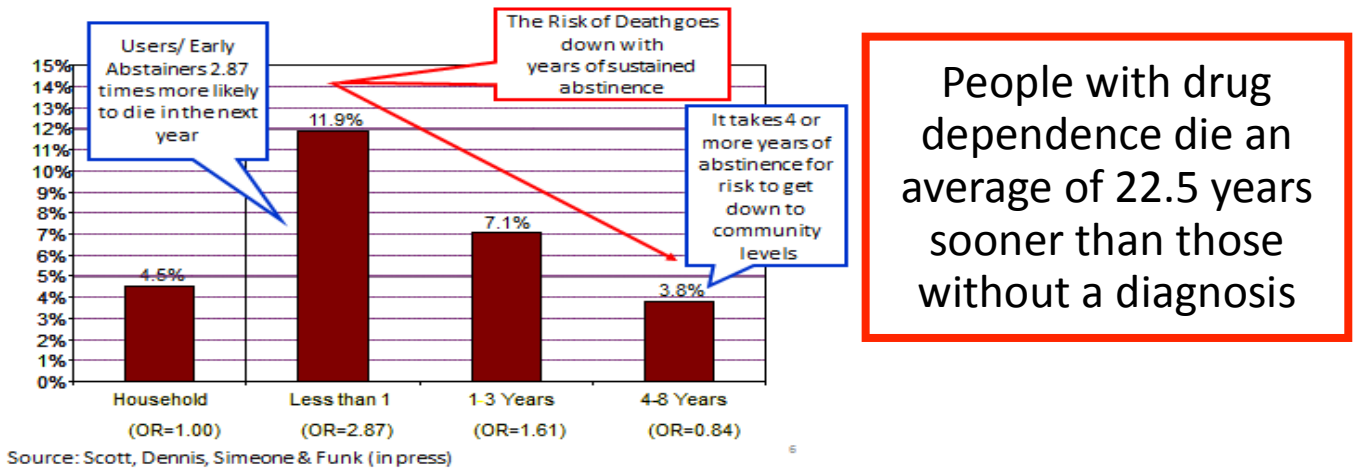 Users/ Early
Abstainers 2.87
times more likely
to die in the next
year
The Risk of Death goes
down with
years of sustained
abstinence
It takes 4 or
more years of
abstinence for
risk to get
down to
community
levels
15%
14%
13%
12%
11%
10%
9%
8%
7%
6%
5%
4%
3%
2%
1%
0%
4.5%
11.9%
7.1%
3.8%
Household
Less than 1
1-3 Years
4-8 Years
(OR=1.00)
(OR=2.87)
(OR=1.61)
(OR=0.84)
Source: Scott, Dennis, Simeone & Funk (in press)
6
People with drug
dependence die an
average of 22.5 years
sooner than those
without a diagnosis